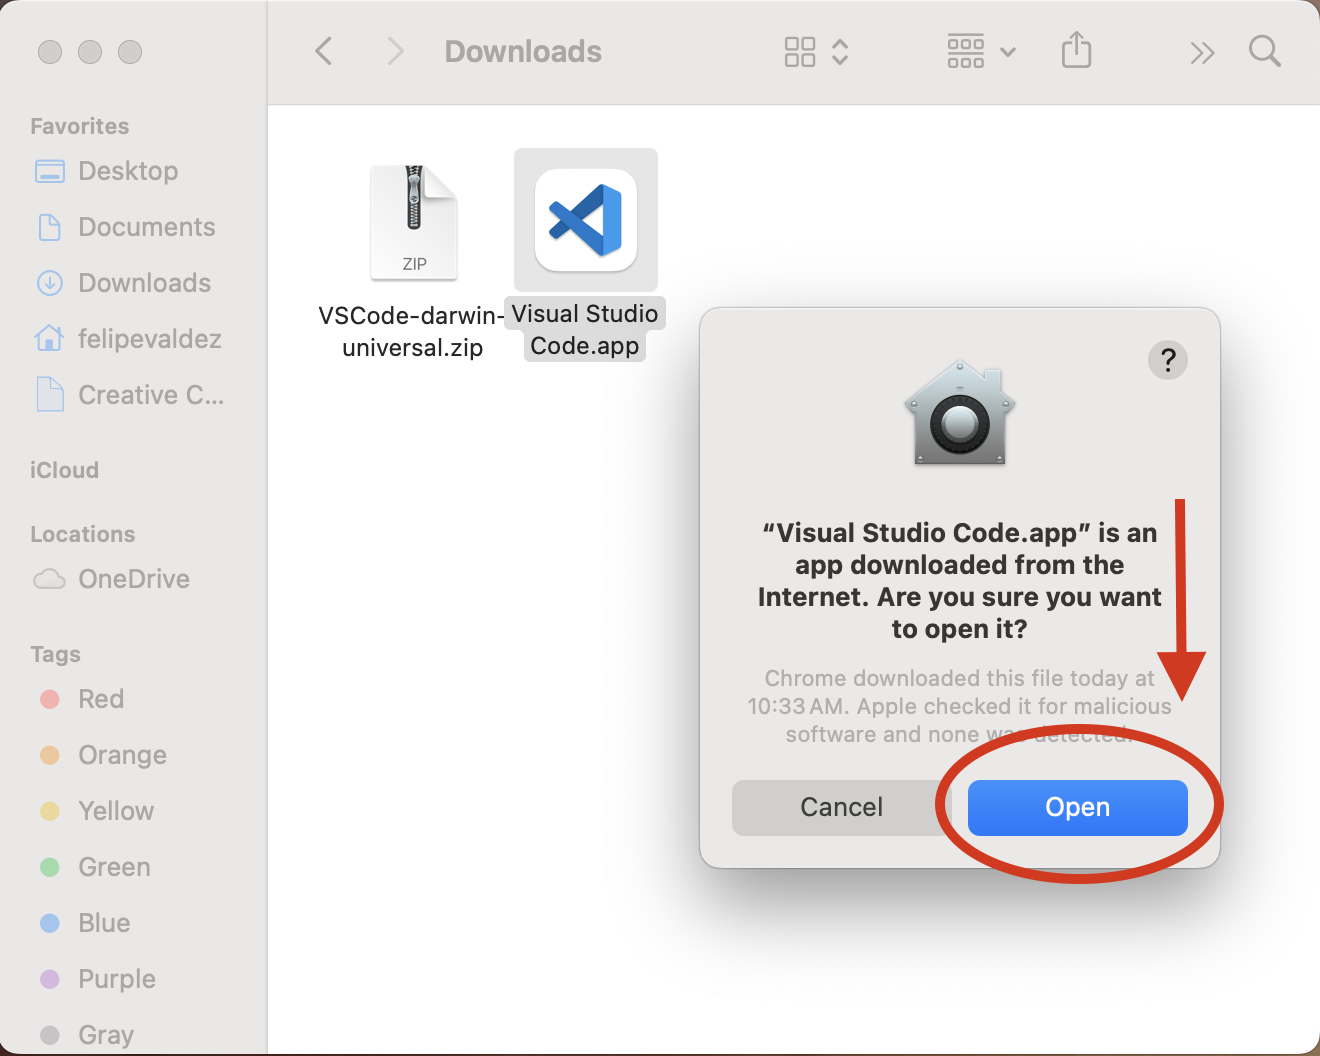 Downloads
Favorites
Desktop
Documents
Downloads
felipevaldez
Creative C...
iCloud
Locations
OneDrive
Tags
Red
Orange
Yellow
Green
Blue
Purple
Gray
ZIP
VSCode-darwin-
universal.zip
Visual Studio
Code.app
?
“Visual Studio Code.app” is an
app downloaded from the
Internet. Are you sure you want
to open it?
Chrome downloaded this file today at
10:33 AM. Apple checked it for malicious
software and none was detected.
Cancel
Open